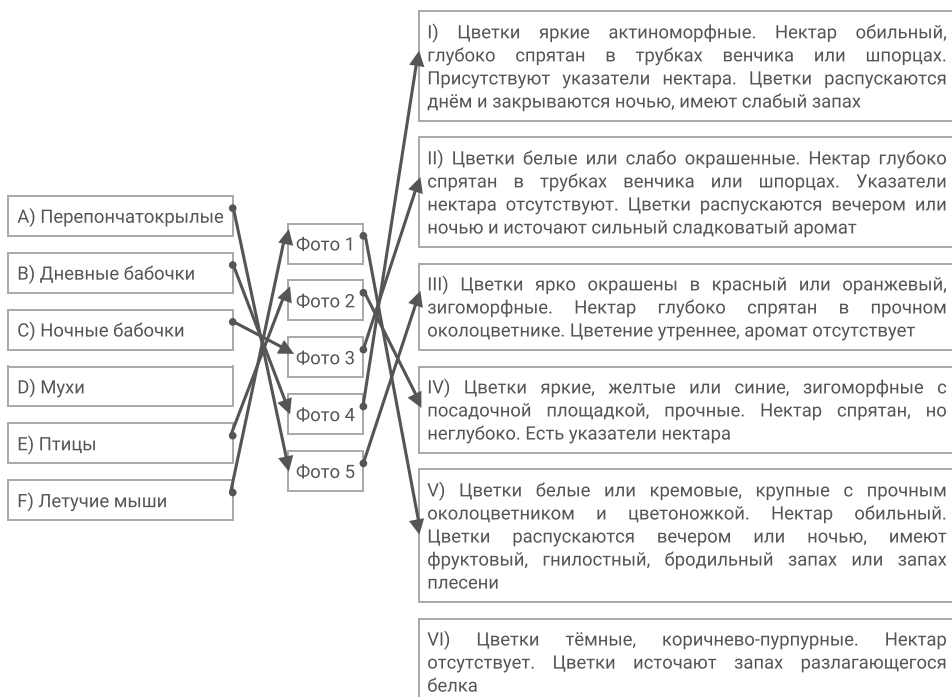 A) Перепончатокрылые
B) Дневные бабочки
C) Ночные бабочки
D) Мухи
E) Птицы
F) Летучие мыши
Фото 1
Фото 2
Фото 3
Фото 4
Фото 5
I) Цветки яркие актиноморфные. Нектар обильный,
глубоко спрятан в трубках венчика или шпорцах.
Присутствуют указатели нектара. Цветки распускаются
днём и закрываются ночью, имеют слабый запах
II) Цветки белые или слабо окрашенные. Нектар глубоко
спрятан в трубках венчика или шпорцах. Указатели
нектара отсутствуют. Цветки распускаются вечером или
ночью и источают сильный сладковатый аромат
III) Цветки ярко окрашены в красный или оранжевый,
зигоморфные. Нектар глубоко спрятан в прочном
околоцветнике. Цветение утреннее, аромат отсутствует
IV) Цветки яркие, желтые или синие, зигоморфные с
посадочной площадкой, прочные. Нектар спрятан, но
неглубоко. Есть указатели нектара
V) Цветки белые или кремовые, крупные с прочным
околоцветником и цветоножкой. Нектар обильный.
Цветки распускаются вечером или ночью, имеют
фруктовый, гнилостный, бродильный запах или запах
плесени
VI) Цветки тёмные, коричнево-пурпурные. Нектар
отсутствует. Цветки источают запах разлагающегося
белка